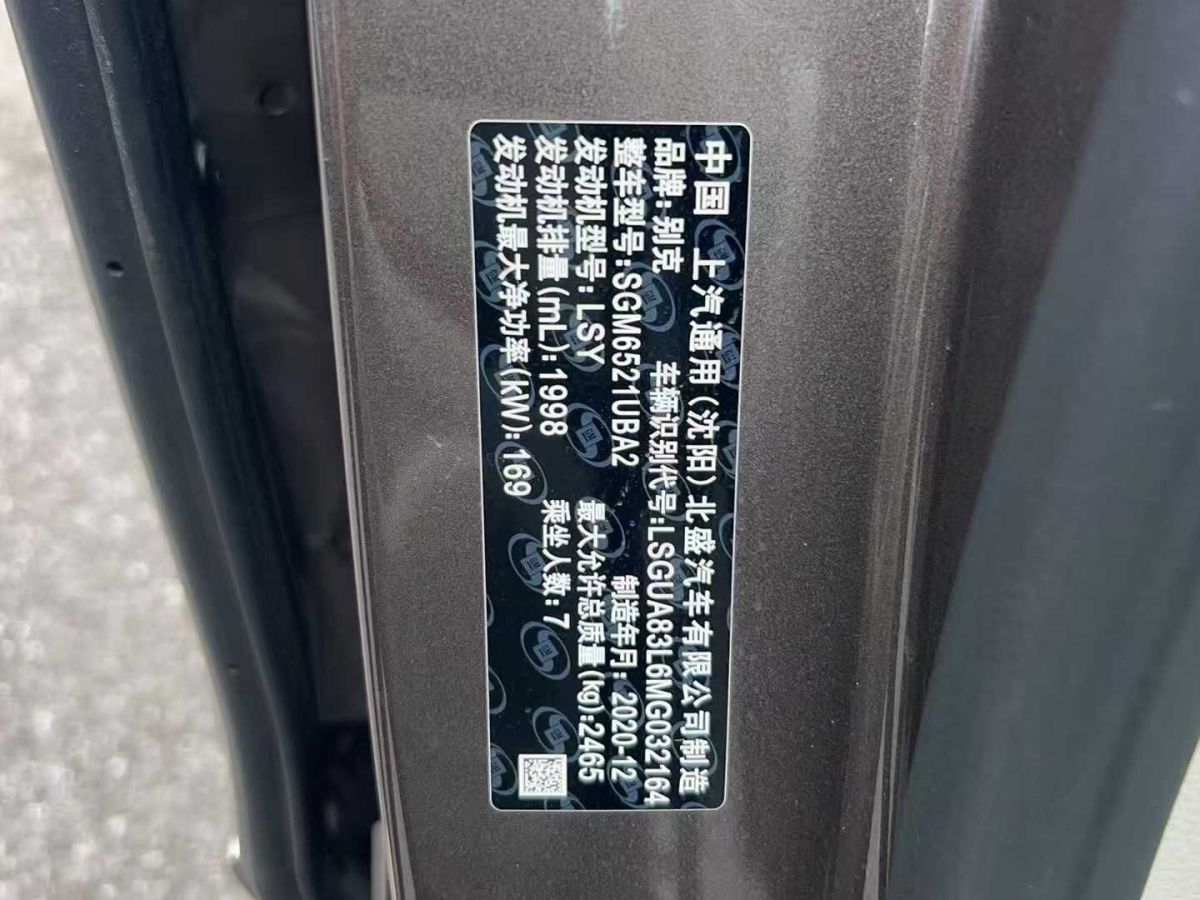 中国 上汽通用(沈阳)北盛汽车有限公司制造
品牌:别克 车辆识别代号:LSGUA83L6MG032164
整车型号:SGM6521UBA2 制造年月:2020-12
发动机型号:LSY 最大允许总质量(kg):2465
发动机排量(mL):1998 乘坐人数:7
发动机最大净功率(kW):169